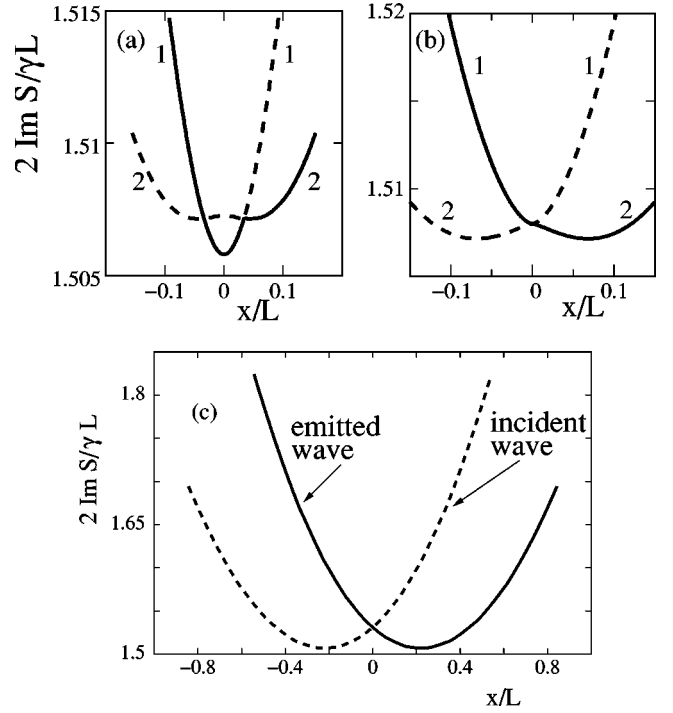 1.515
(a)
1
1
2 Im S/γL
1.51
2
2
1.505
−0.1
0
0.1
x/L
1.52
(b)
1
1
1.51
2
2
−0.1
0
0.1
x/L
1.8
(c)
emitted
wave
incident
wave
2 Im S/γ L
1.65
1.5
−0.8
−0.4
0
0.4
0.8
x/L